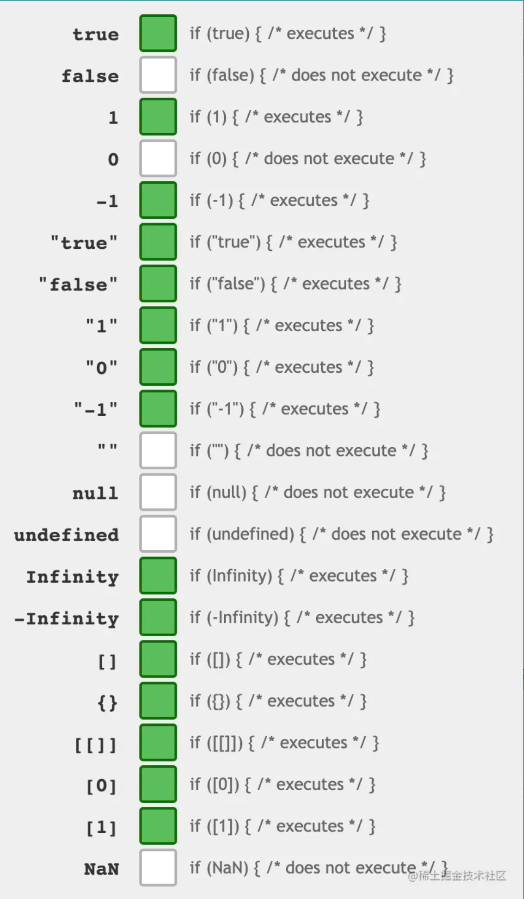 true if (true) { /* executes */ }
false if (false) { /* does not execute */ }
1 if (1) { /* executes */ }
0 if (0) { /* does not execute */ }
-1 if (-1) { /* executes */ }
"true" if ("true") { /* executes */ }
"false" if ("false") { /* executes */ }
"1" if ("1") { /* executes */ }
"0" if ("0") { /* executes */ }
"-1" if ("-1") { /* executes */ }
"" if ("") { /* does not execute */ }
null if (null) { /* does not execute */ }
undefined if (undefined) { /* does not execute */ }
Infinity if (Infinity) { /* executes */ }
-Infinity if (-Infinity) { /* executes */ }
[] if ([]) { /* executes */ }
{} if ({}) { /* executes */ }
[[]] if ([[]]) { /* executes */ }
[0] if ([0]) { /* executes */ }
[1] if ([1]) { /* executes */ }
NaN if (NaN) { /* does not execute */ }
@稀土掘金技术社区